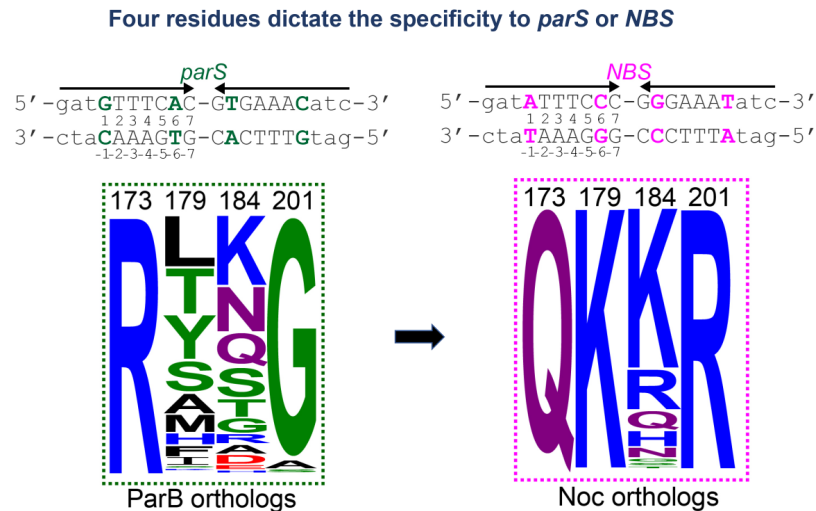 Four residues dictate the specificity to parS or NBS
parS
5'-gatGTTTCAC-GTGAAACatc-3'
1 2 3 4 5 6 7
3'-ctaCAAAGTG-CACTTTGtag-5'
-1-2-3-4-5-6-7
173 179 184 201
R L K G
T N
Y Q
S S
A T
M G
H R
F A A
I D
E
ParB orthologs
NBS
5'-gatATTTCCC-GGGAAATatc-3'
1 2 3 4 5 6 7
3'-ctaTAAAGGG-CCCTTTAtag-5'
-1-2-3-4-5-6-7
173 179 184 201
Q K K R
R
Q
H
N
Noc orthologs